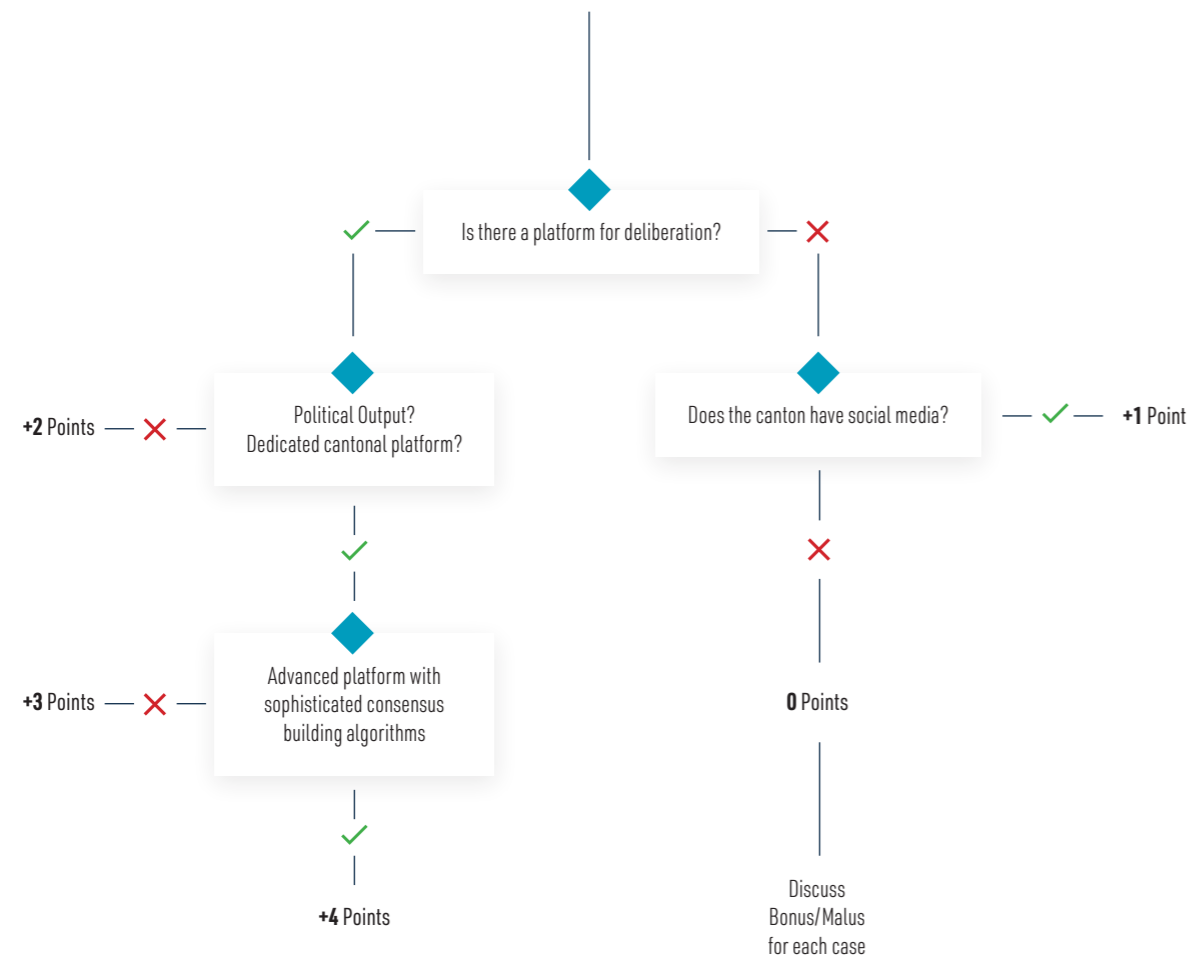 Is there a platform for deliberation?
+2 Points
Political Output?
Dedicated cantonal platform?
Does the canton have social media?
+1 Point
+3 Points
Advanced platform with
sophisticated consensus
building algorithms
0 Points
+4 Points
Discuss
Bonus/Malus
for each case